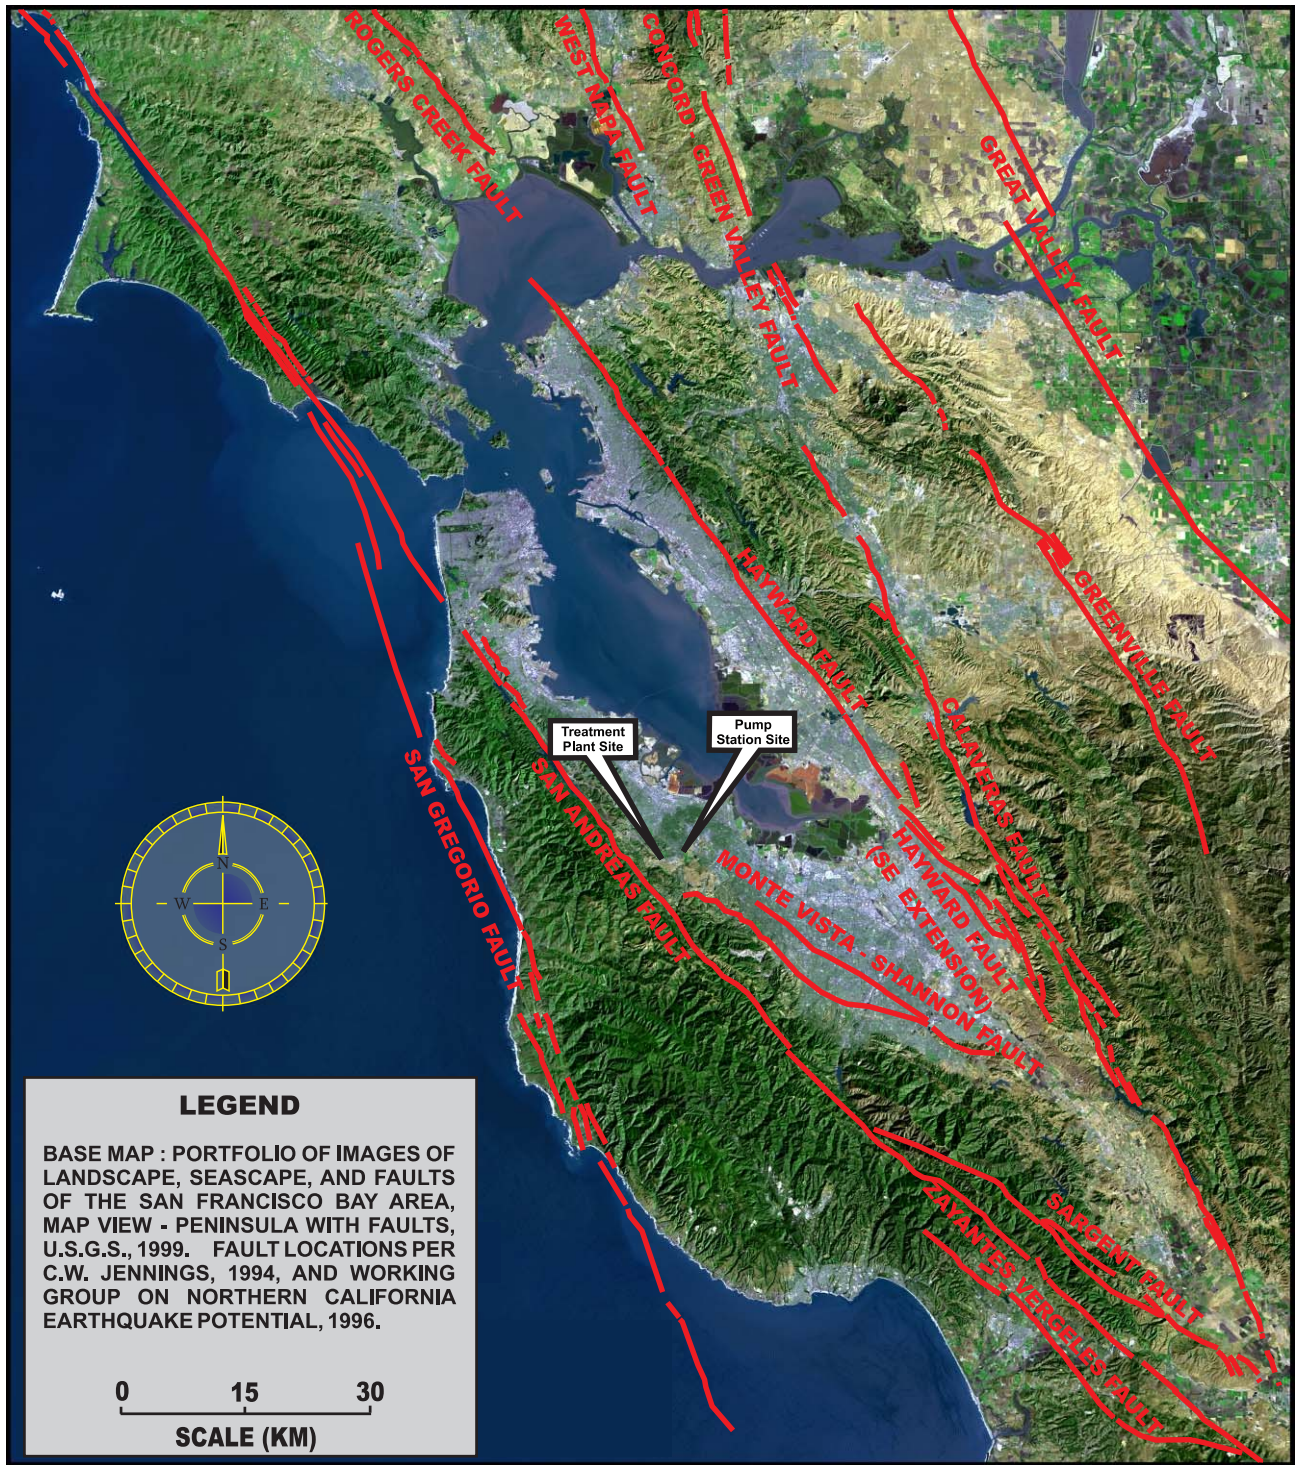 ROGERS CREEK FAULT
WEST NAPA FAULT
CONCORD - GREEN VALLEY FAULT
GREAT VALLEY FAULT
HAYWARD FAULT
GREENVILLE FAULT
CALAVERAS FAULT
Treatment
Plant Site
Pump
Station Site
SAN GREGORIO FAULT
SAN ANDREAS FAULT
MONTE VISTA - SHANNON FAULT
HAYWARD FAULT
(SE EXTENSION)
SARGENT FAULT
ZAYANTES VERGELES FAULT
N
W
E
S
LEGEND
BASE MAP : PORTFOLIO OF IMAGES OF
LANDSCAPE, SEASCAPE, AND FAULTS
OF THE SAN FRANCISCO BAY AREA,
MAP VIEW - PENINSULA WITH FAULTS,
U.S.G.S., 1999. FAULT LOCATIONS PER
C.W. JENNINGS, 1994, AND WORKING
GROUP ON NORTHERN CALIFORNIA
EARTHQUAKE POTENTIAL, 1996.
0 15 30
SCALE (KM)